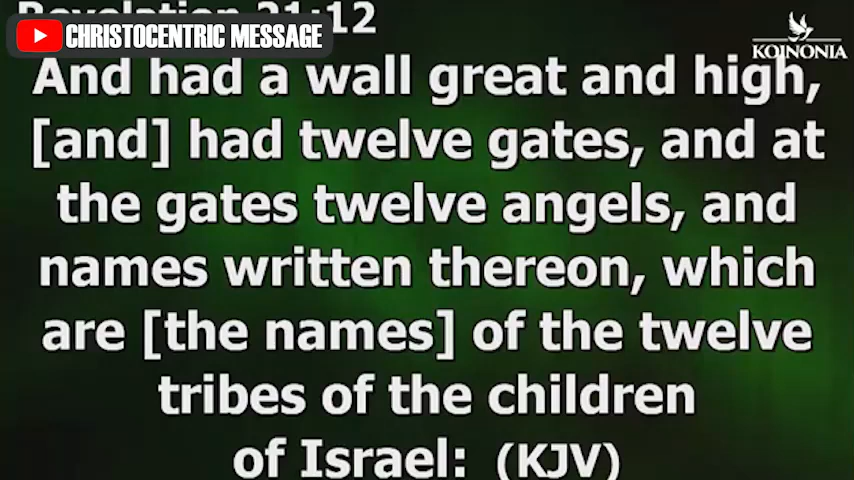 Revelation 21:12
CHRISTOCENTRIC MESSAGE
KOINONIA
And had a wall great and high,
[and] had twelve gates, and at
the gates twelve angels, and
names written thereon, which
are [the names] of the twelve
tribes of the children
of Israel: (KJV)